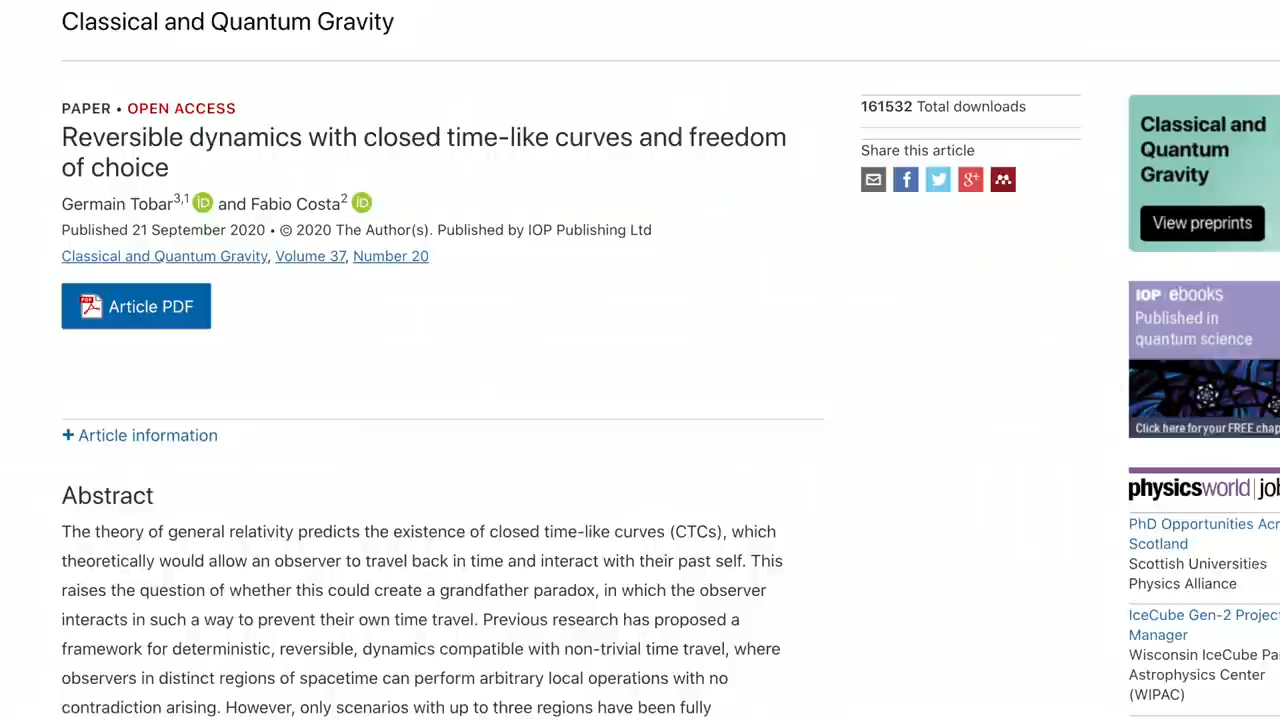 Classical and Quantum Gravity
PAPER • OPEN ACCESS
Reversible dynamics with closed time-like curves and freedom
of choice
Germain Tobar3,1 iD and Fabio Costa2 iD
Published 21 September 2020 • © 2020 The Author(s). Published by IOP Publishing Ltd
Classical and Quantum Gravity, Volume 37, Number 20
PDF Article PDF
+ Article information
Abstract
The theory of general relativity predicts the existence of closed time-like curves (CTCs), which
theoretically would allow an observer to travel back in time and interact with their past self. This
raises the question of whether this could create a grandfather paradox, in which the observer
interacts in such a way to prevent their own time travel. Previous research has proposed a
framework for deterministic, reversible, dynamics compatible with non-trivial time travel, where
observers in distinct regions of spacetime can perform arbitrary local operations with no
contradiction arising. However, only scenarios with up to three regions have been fully
161532 Total downloads
Share this article
f
g+
Classical and
Quantum
Gravity
View preprints
IOP ebooks
Published in
quantum science
Click here for your FREE chap
physicsworld | job
PhD Opportunities Acr
Scotland
Scottish Universities
Physics Alliance
IceCube Gen-2 Project
Manager
Wisconsin IceCube Pa
Astrophysics Center
(WIPAC)